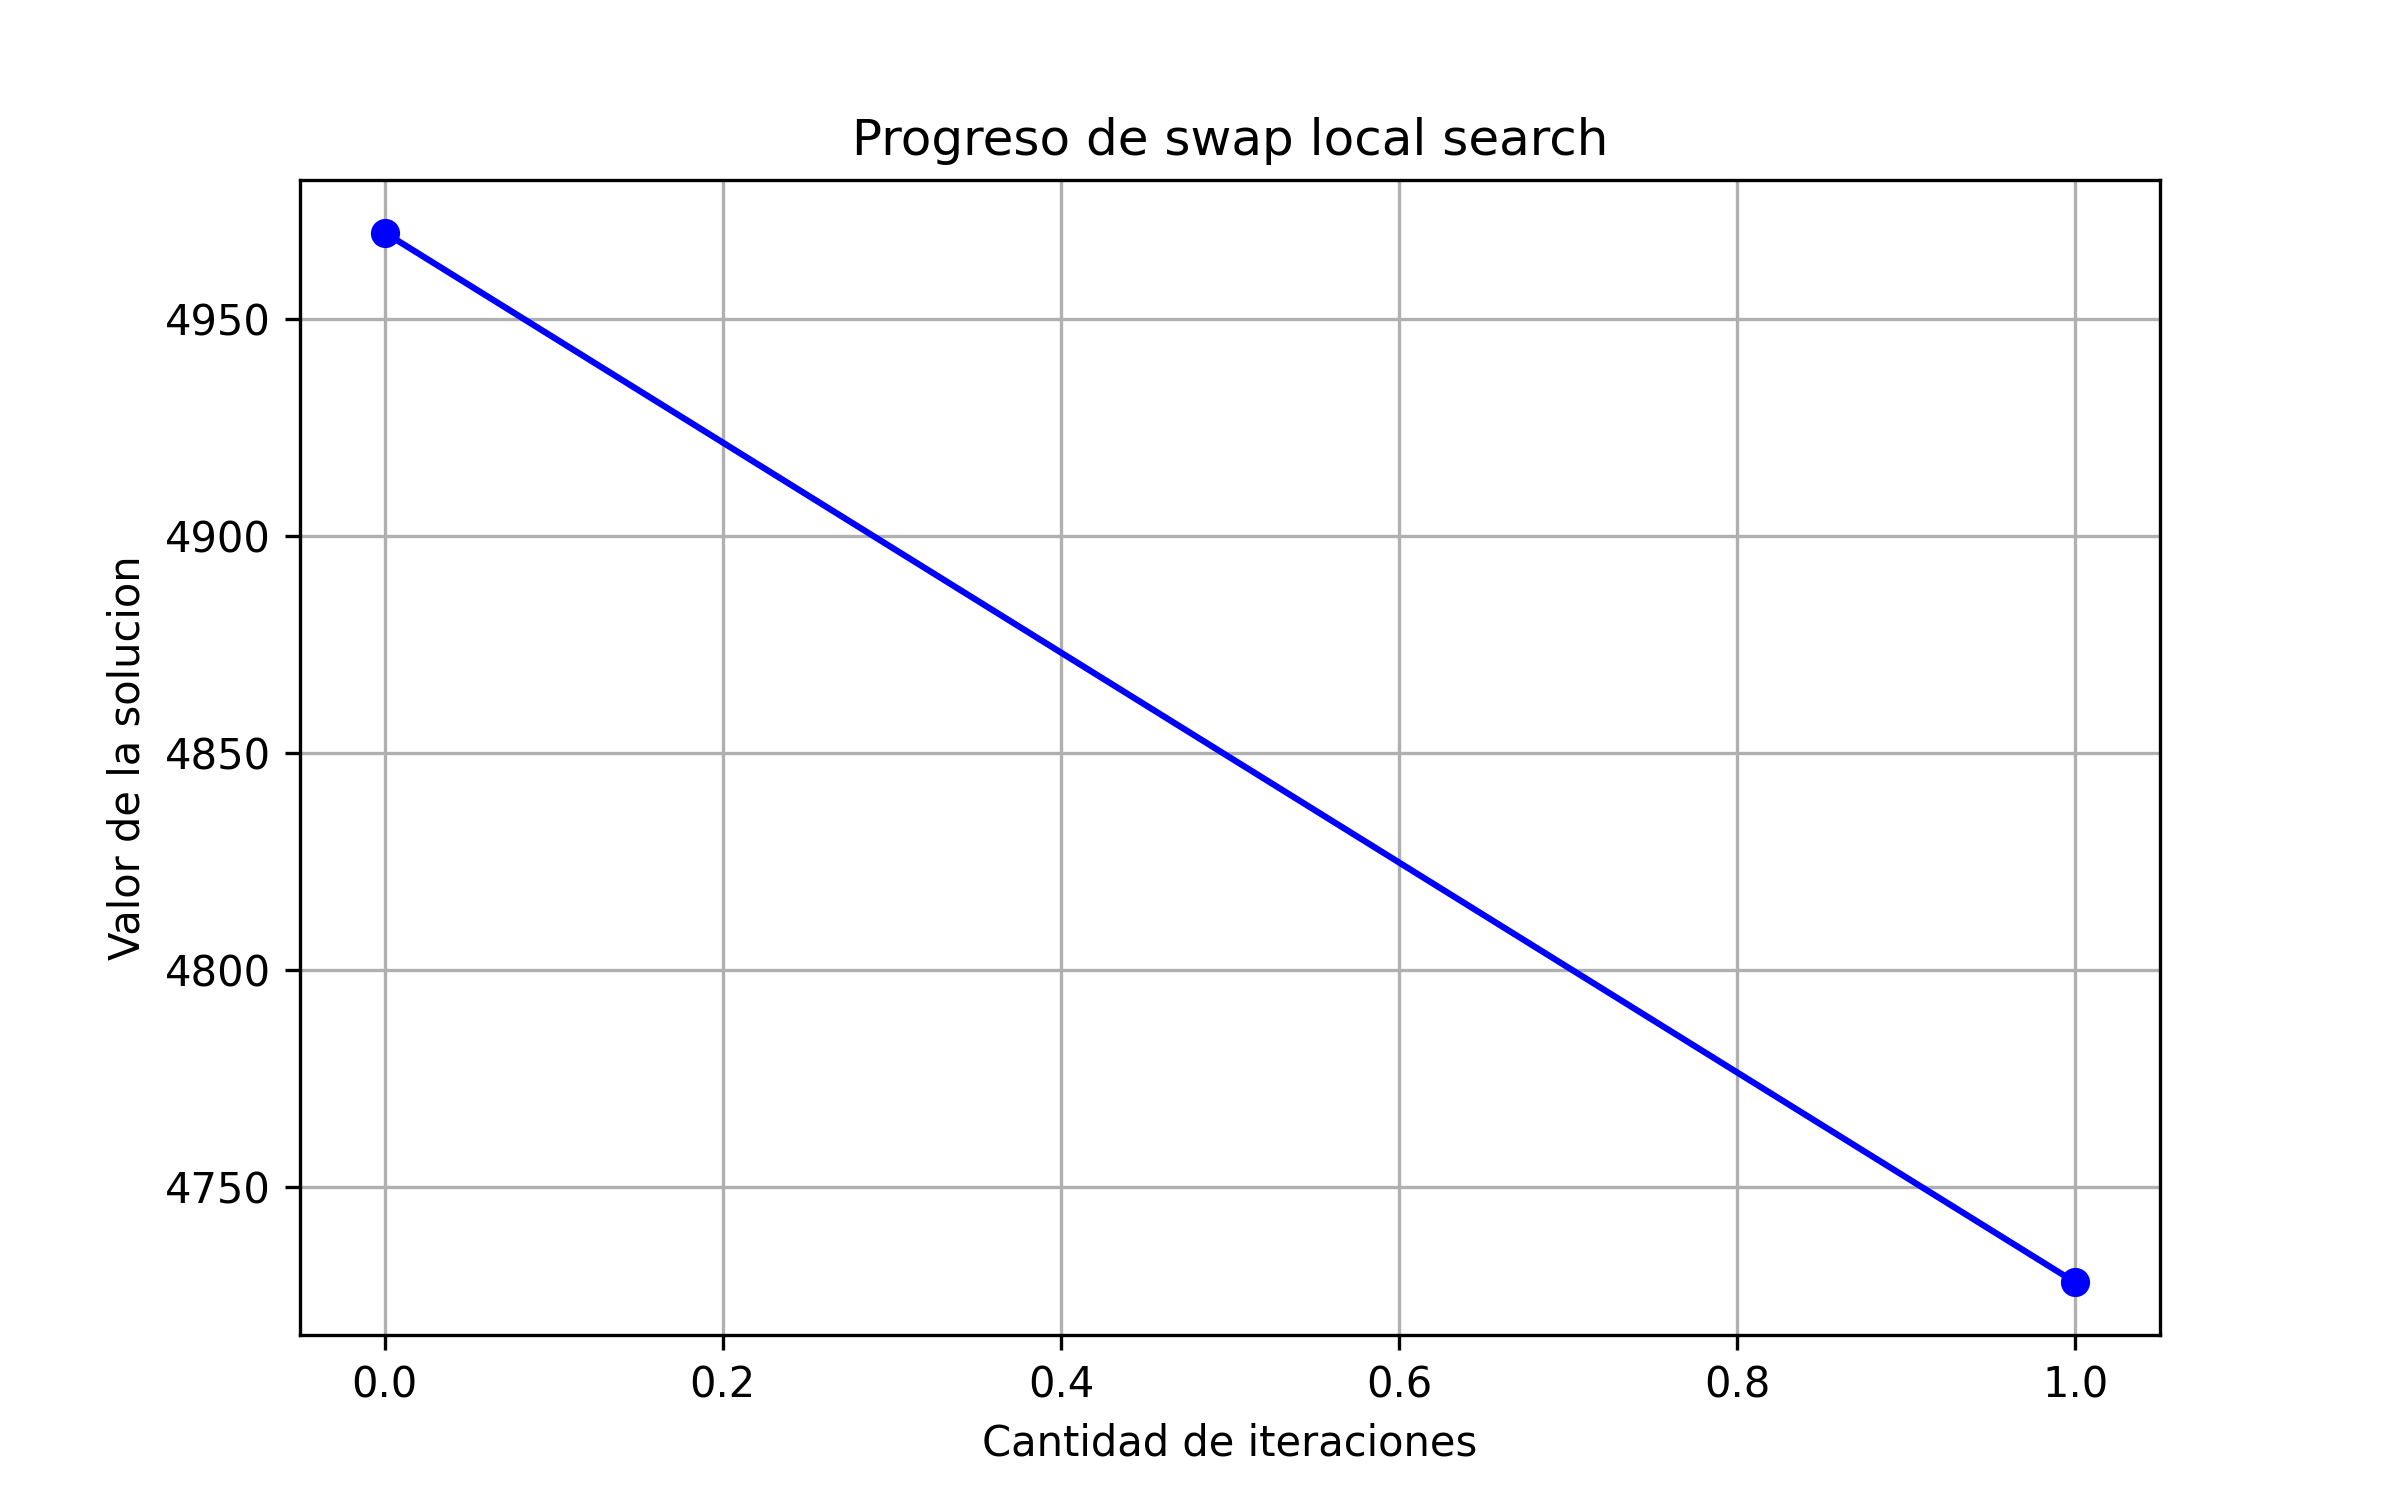 Progreso de swap local search
Valor de la solucion
4950
4900
4850
4800
4750
0.0 0.2 0.4 0.6 0.8 1.0
Cantidad de iteraciones